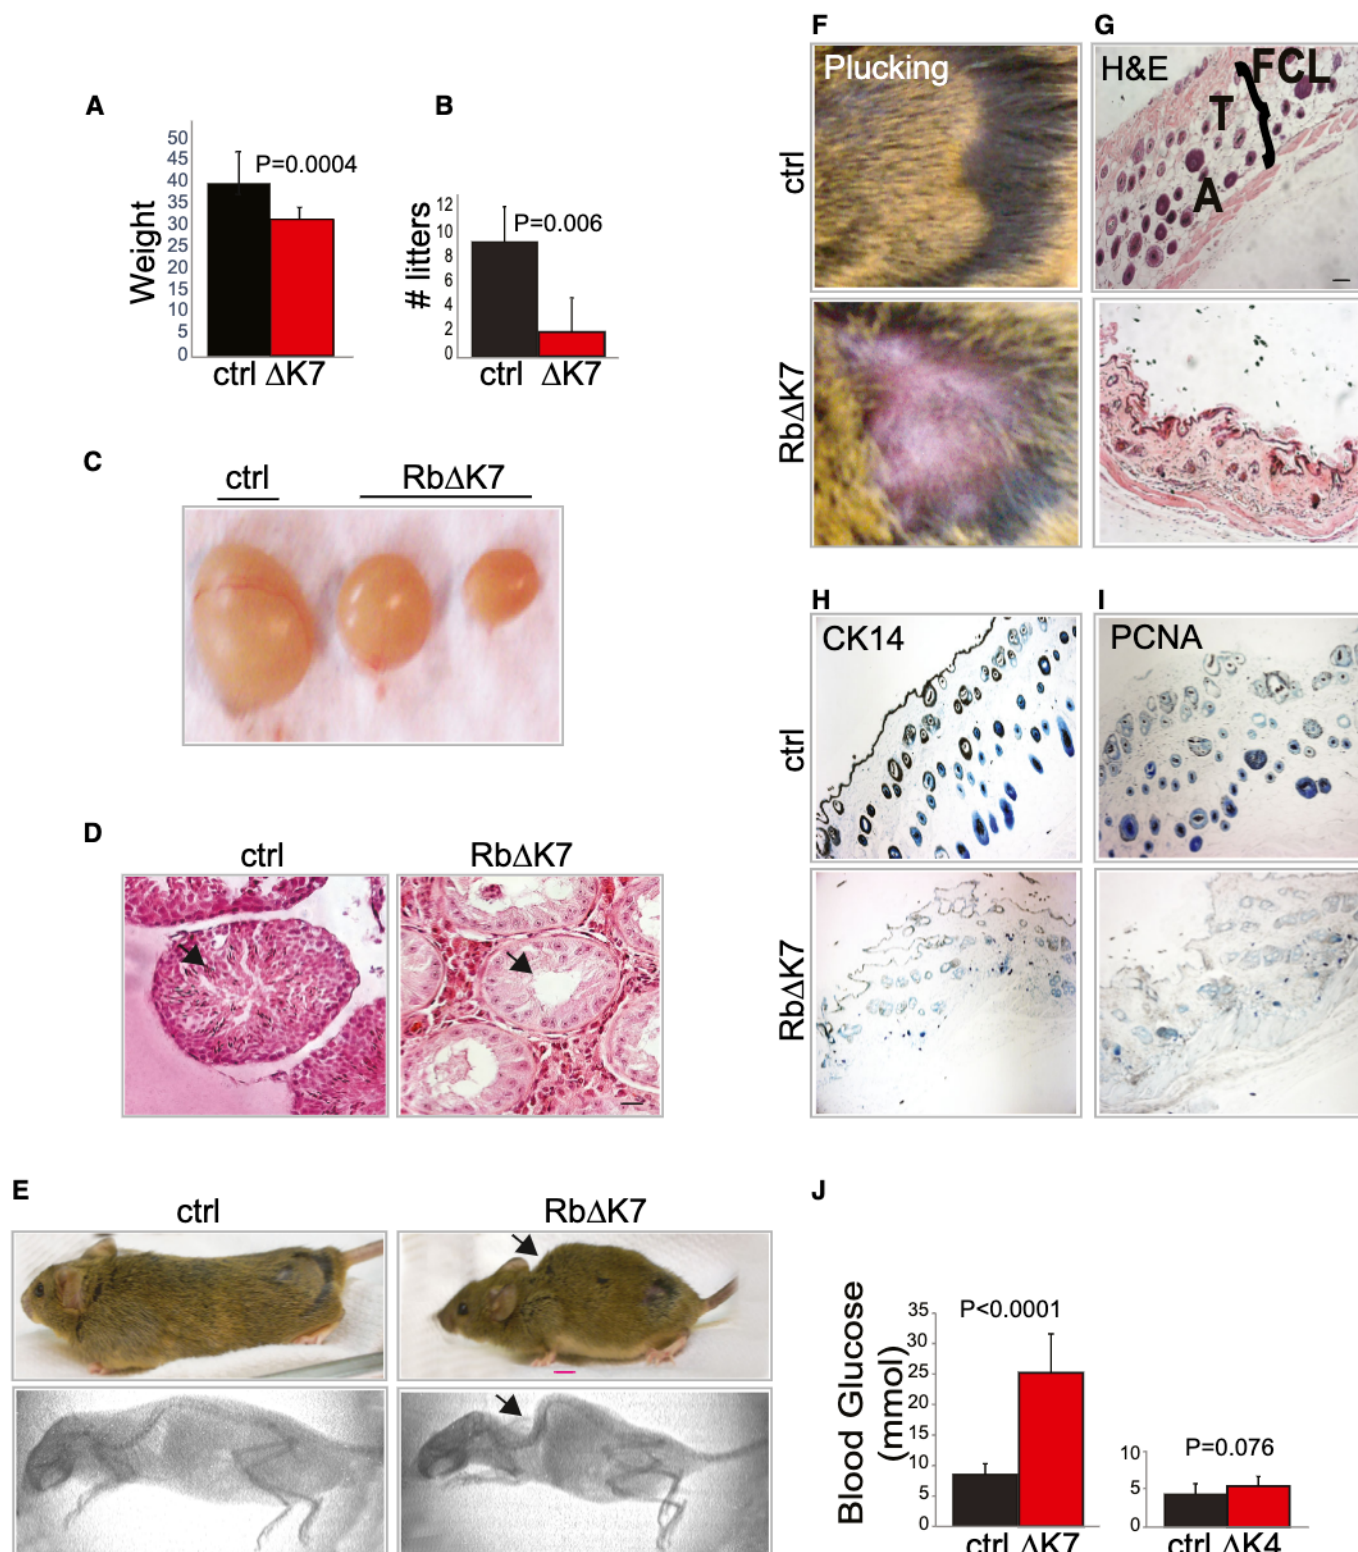 A
50
45
40
35
30
25
20
15
10
5
0
Weight
P=0.0004
ctrl ΔK7
B
12
10
8
6
4
2
0
# litters
P=0.006
ctrl ΔK7
C
ctrl
RbΔK7
D
ctrl
RbΔK7
E
ctrl
RbΔK7
F
Plucking
ctrl
RbΔK7
G
H&E
FCL
T
A
H
CK14
ctrl
RbΔK7
I
PCNA
J
Blood Glucose
(mmol)
35
30
25
20
15
10
5
0
P<0.0001
ctrl ΔK7
10
5
0
P=0.076
ctrl ΔK4